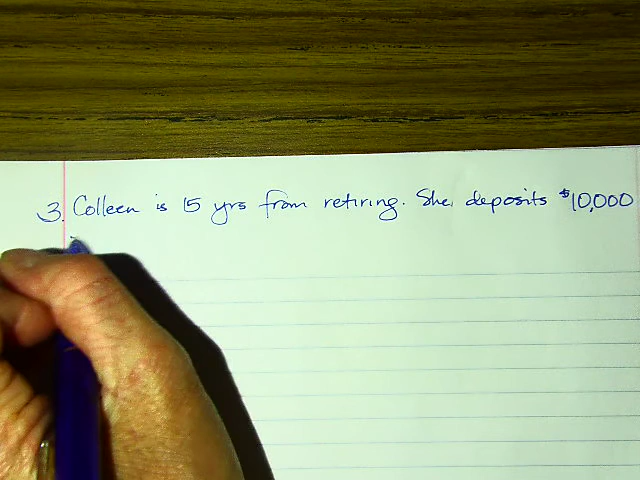 3. Colleen is 15 yrs from retiring. She deposits $10,000